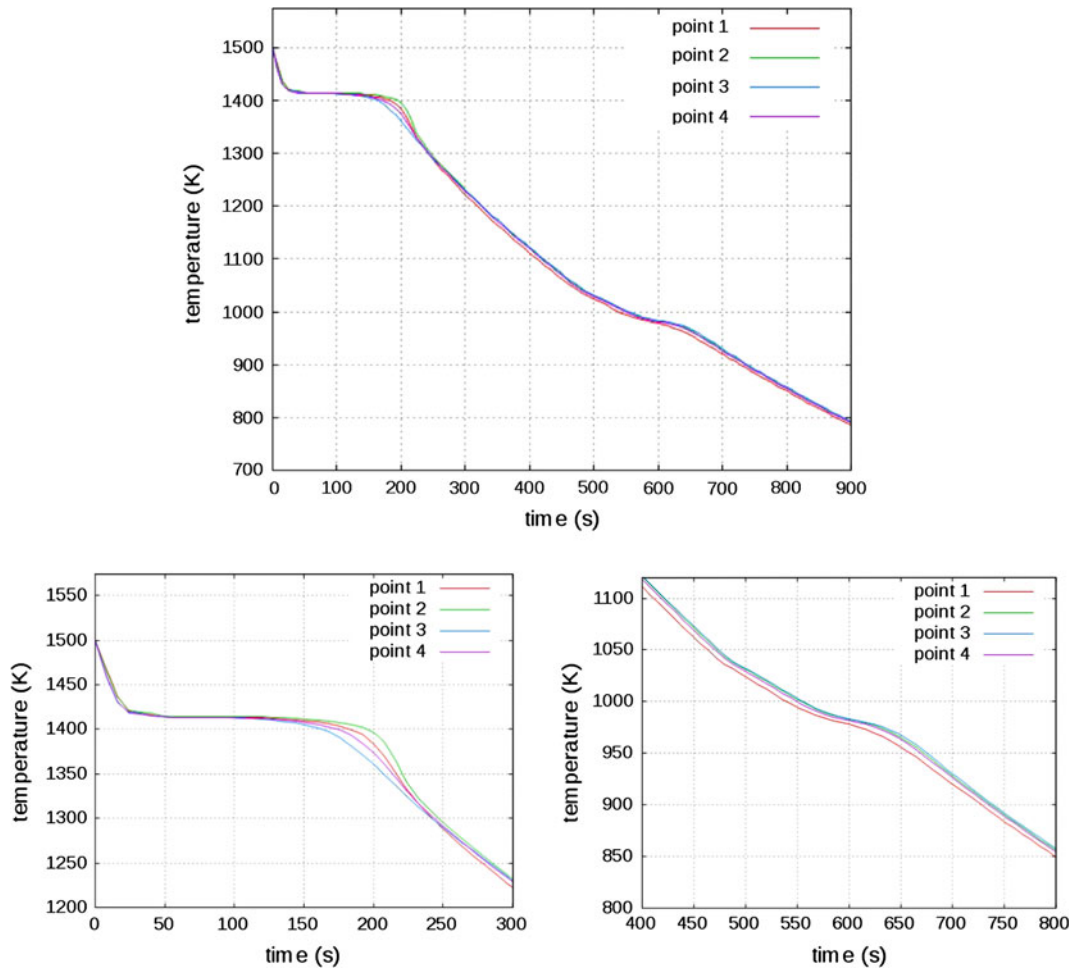 point 1
point 2
point 3
point 4
1500
1400
1300
1200
1100
1000
900
800
700
temperature (K)
0 100 200 300 400 500 600 700 800 900
time (s)
point 1
point 2
point 3
point 4
1550
1500
1450
1400
1350
1300
1250
1200
temperature (K)
0 50 100 150 200 250 300
time (s)
point 1
point 2
point 3
point 4
1100
1050
1000
950
900
850
800
temperature (K)
400 450 500 550 600 650 700 750 800
time (s)